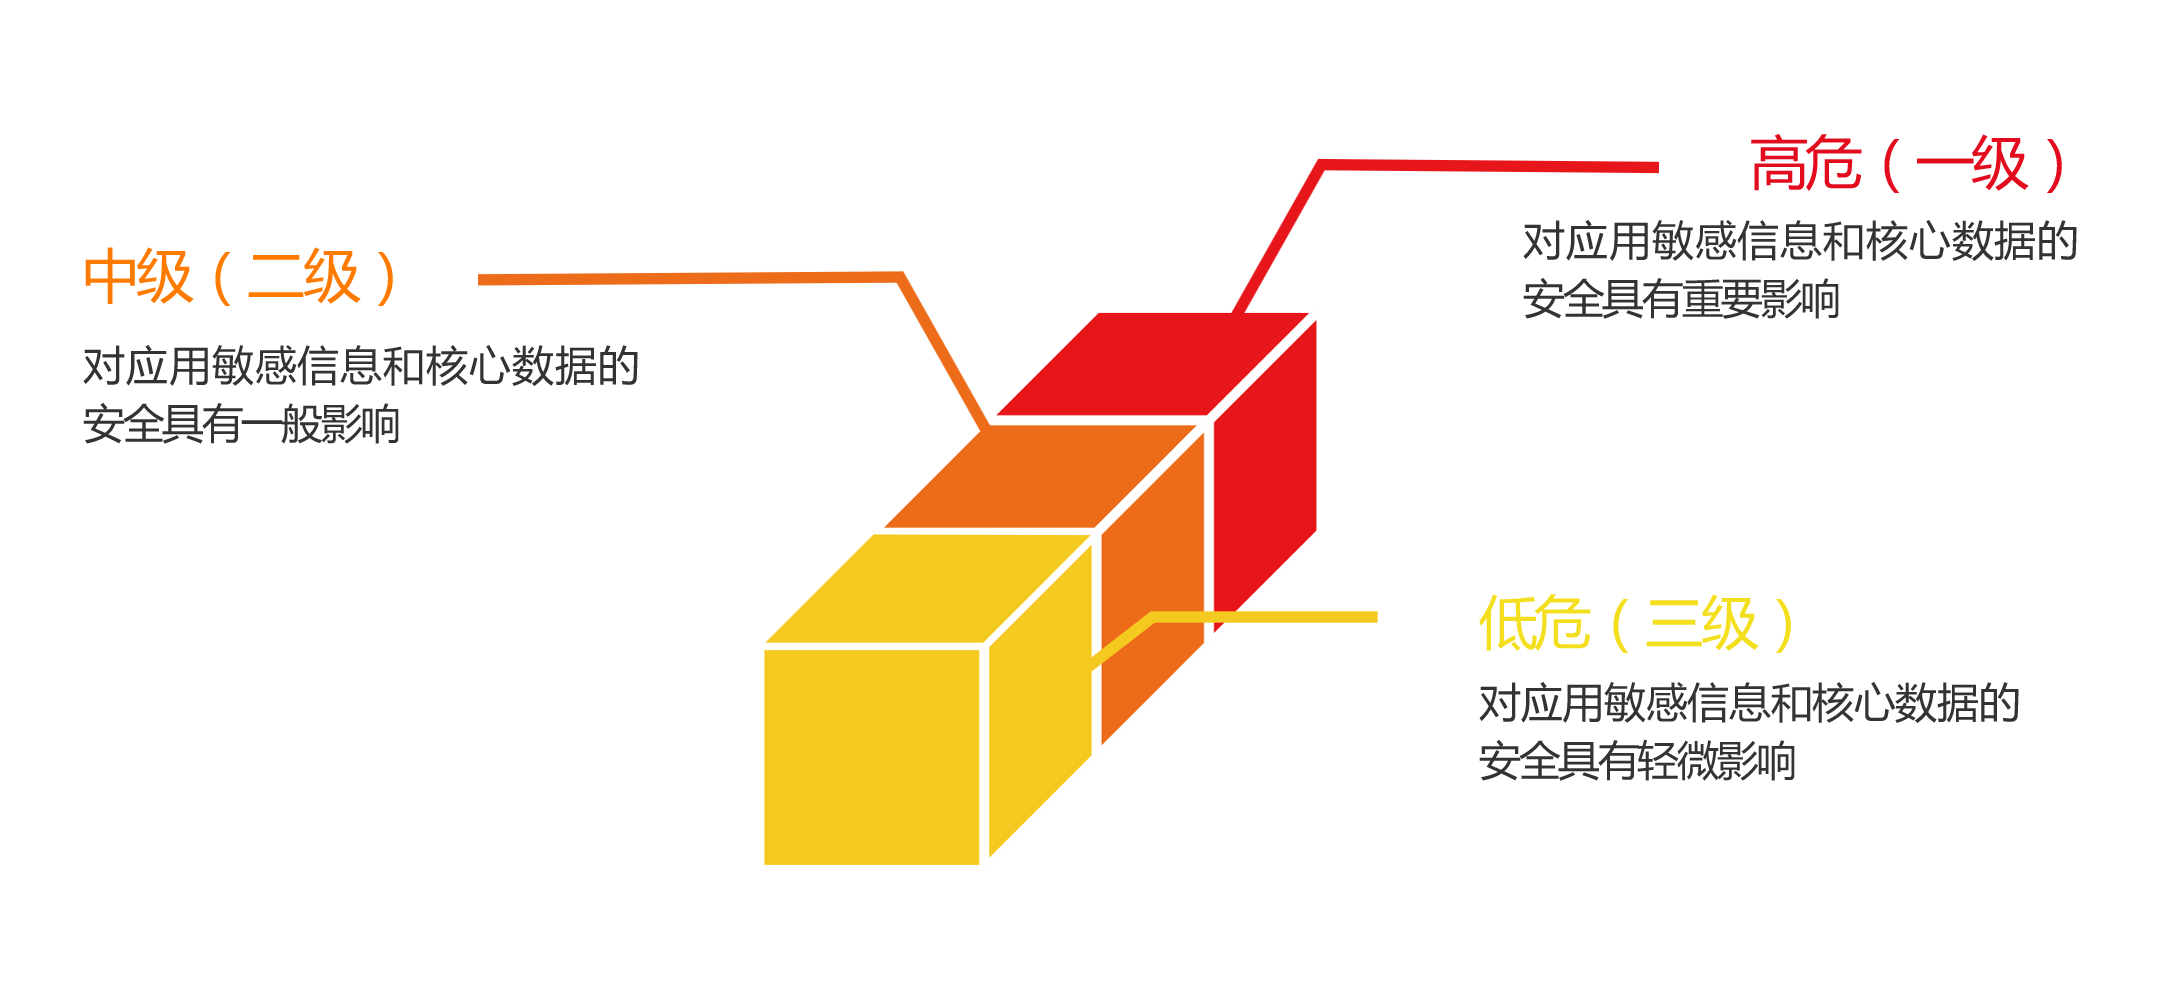 高危（一级）
对应用敏感信息和核心数据的
安全具有重要影响
中级（二级）
对应用敏感信息和核心数据的
安全具有一般影响
低危（三级）
对应用敏感信息和核心数据的
安全具有轻微影响